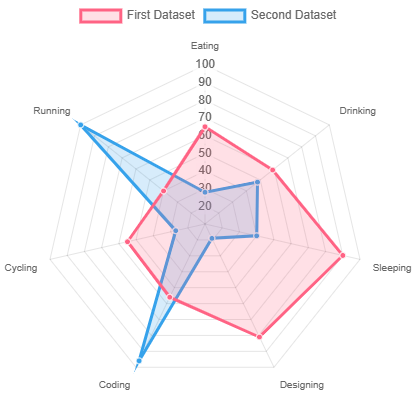 First Dataset Second Dataset
Eating
100
90
80
70
60
50
40
30
20
Running
Drinking
Cycling
Sleeping
Coding
Designing